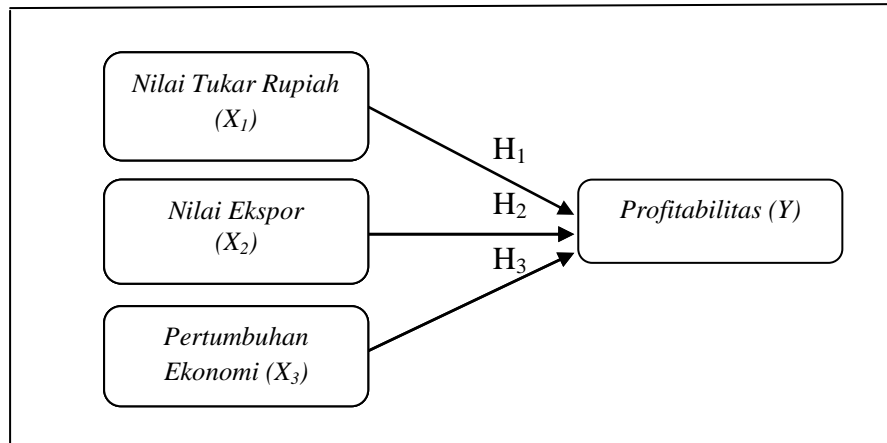 Nilai Tukar Rupiah
(X₁)
H₁
Nilai Ekspor
(X₂)
H₂
Profitabilitas (Y)
H₃
Pertumbuhan
Ekonomi (X₃)